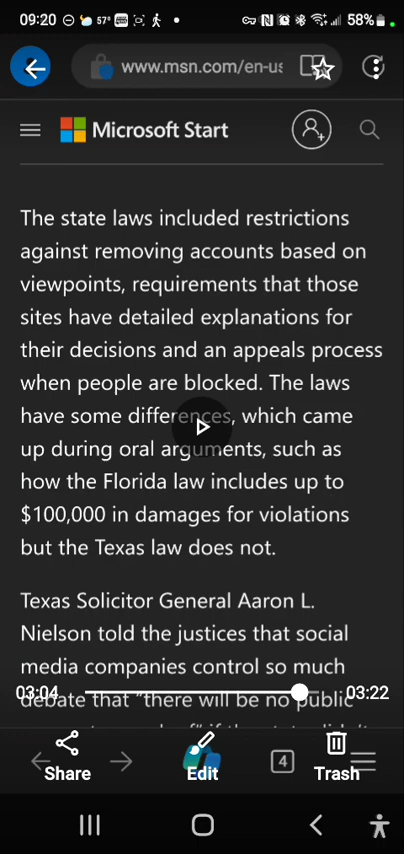 09:20 57° 58%
www.msn.com/en-us
Microsoft Start
The state laws included restrictions
against removing accounts based on
viewpoints, requirements that those
sites have detailed explanations for
their decisions and an appeals process
when people are blocked. The laws
have some differences, which came
up during oral arguments, such as
how the Florida law includes up to
$100,000 in damages for violations
but the Texas law does not.
Texas Solicitor General Aaron L.
Nielson told the justices that social
media companies control so much
03:04 03:22
debate that “there will be no public
if the state didn't
4
Share Edit Trash